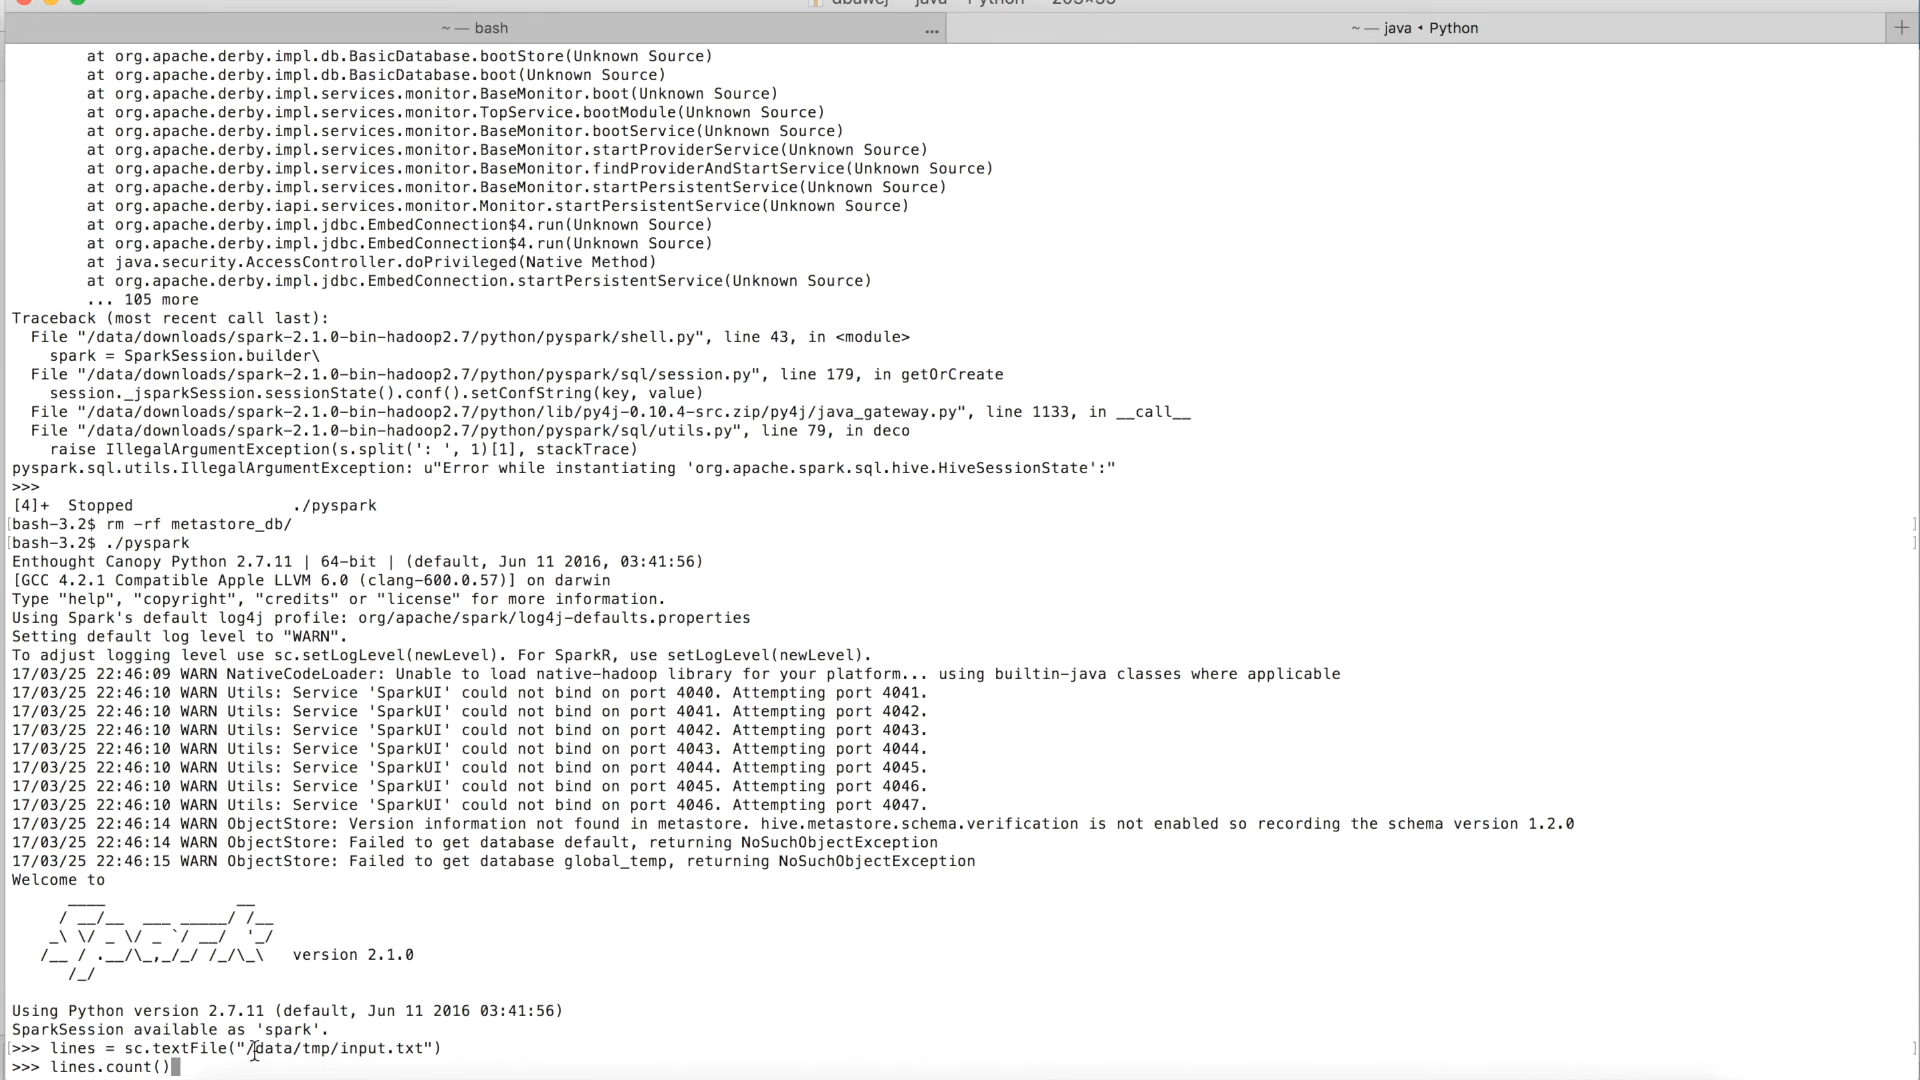 ~ — bash
...
~ — java ◂ Python
+
at org.apache.derby.impl.db.BasicDatabase.bootStore(Unknown Source)
at org.apache.derby.impl.db.BasicDatabase.boot(Unknown Source)
at org.apache.derby.impl.services.monitor.BaseMonitor.boot(Unknown Source)
at org.apache.derby.impl.services.monitor.TopService.bootModule(Unknown Source)
at org.apache.derby.impl.services.monitor.BaseMonitor.bootService(Unknown Source)
at org.apache.derby.impl.services.monitor.BaseMonitor.startProviderService(Unknown Source)
at org.apache.derby.impl.services.monitor.BaseMonitor.findProviderAndStartService(Unknown Source)
at org.apache.derby.impl.services.monitor.BaseMonitor.startPersistentService(Unknown Source)
at org.apache.derby.iapi.services.monitor.Monitor.startPersistentService(Unknown Source)
at org.apache.derby.impl.jdbc.EmbedConnection$4.run(Unknown Source)
at org.apache.derby.impl.jdbc.EmbedConnection$4.run(Unknown Source)
at java.security.AccessController.doPrivileged(Native Method)
at org.apache.derby.impl.jdbc.EmbedConnection.startPersistentService(Unknown Source)
... 105 more
Traceback (most recent call last):
File "/data/downloads/spark-2.1.0-bin-hadoop2.7/python/pyspark/shell.py", line 43, in <module>
spark = SparkSession.builder\
File "/data/downloads/spark-2.1.0-bin-hadoop2.7/python/pyspark/sql/session.py", line 179, in getOrCreate
session._jsparkSession.sessionState().conf().setConfString(key, value)
File "/data/downloads/spark-2.1.0-bin-hadoop2.7/python/lib/py4j-0.10.4-src.zip/py4j/java_gateway.py", line 1133, in __call__
File "/data/downloads/spark-2.1.0-bin-hadoop2.7/python/pyspark/sql/utils.py", line 79, in deco
raise IllegalArgumentException(s.split(': ', 1)[1], stackTrace)
pyspark.sql.utils.IllegalArgumentException: u"Error while instantiating 'org.apache.spark.sql.hive.HiveSessionState':"
>>>
[4]+  Stopped                 ./pyspark
[bash-3.2$ rm -rf metastore_db/ ]
[bash-3.2$ ./pyspark ]
Enthought Canopy Python 2.7.11 | 64-bit | (default, Jun 11 2016, 03:41:56)
[GCC 4.2.1 Compatible Apple LLVM 6.0 (clang-600.0.57)] on darwin
Type "help", "copyright", "credits" or "license" for more information.
Using Spark's default log4j profile: org/apache/spark/log4j-defaults.properties
Setting default log level to "WARN".
To adjust logging level use sc.setLogLevel(newLevel). For SparkR, use setLogLevel(newLevel).
17/03/25 22:46:09 WARN NativeCodeLoader: Unable to load native-hadoop library for your platform... using builtin-java classes where applicable
17/03/25 22:46:10 WARN Utils: Service 'SparkUI' could not bind on port 4040. Attempting port 4041.
17/03/25 22:46:10 WARN Utils: Service 'SparkUI' could not bind on port 4041. Attempting port 4042.
17/03/25 22:46:10 WARN Utils: Service 'SparkUI' could not bind on port 4042. Attempting port 4043.
17/03/25 22:46:10 WARN Utils: Service 'SparkUI' could not bind on port 4043. Attempting port 4044.
17/03/25 22:46:10 WARN Utils: Service 'SparkUI' could not bind on port 4044. Attempting port 4045.
17/03/25 22:46:10 WARN Utils: Service 'SparkUI' could not bind on port 4045. Attempting port 4046.
17/03/25 22:46:10 WARN Utils: Service 'SparkUI' could not bind on port 4046. Attempting port 4047.
17/03/25 22:46:14 WARN ObjectStore: Version information not found in metastore. hive.metastore.schema.verification is not enabled so recording the schema version 1.2.0
17/03/25 22:46:14 WARN ObjectStore: Failed to get database default, returning NoSuchObjectException
17/03/25 22:46:15 WARN ObjectStore: Failed to get database global_temp, returning NoSuchObjectException
Welcome to
      ____              __
     / __/__  ___ _____/ /__
    _\ \/ _ \/ _ `/ __/  '_/
   /__ / .__/\_,_/_/ /_/\_\   version 2.1.0
      /_/
Using Python version 2.7.11 (default, Jun 11 2016 03:41:56)
SparkSession available as 'spark'.
[>>> lines = sc.textFile("/data/tmp/input.txt") ]
>>> lines.count()